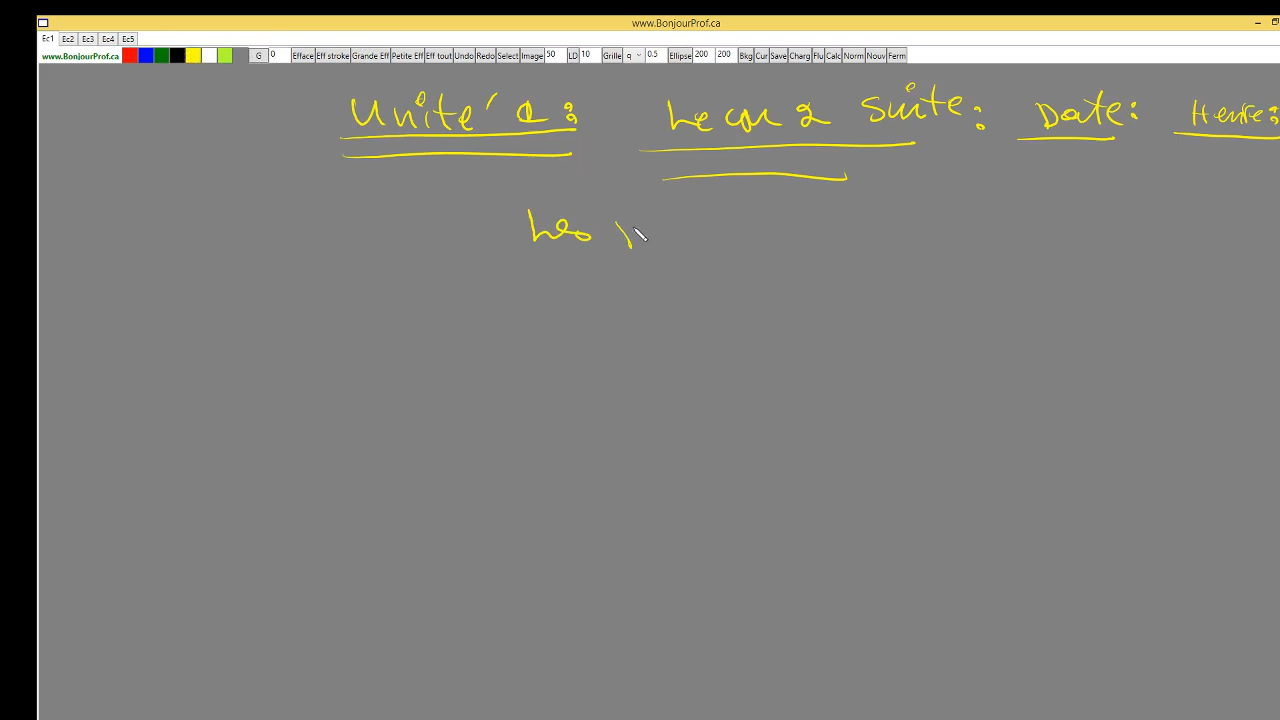 www.BonjourProf.ca
Ec1 Ec2 Ec3 Ec4 Ec5
www.BonjourProf.ca G 0 Efface Eff stroke Grande Eff Petite Eff Eff tout Undo Redo Select Image 50 LD 10 Grille q 0.5 Ellipse 200 200 Bkg Cur Save Charg Flu Calc Norm Nouv Ferm
Unité 1: Leçon 2 Suite: Date: Heure:
Les